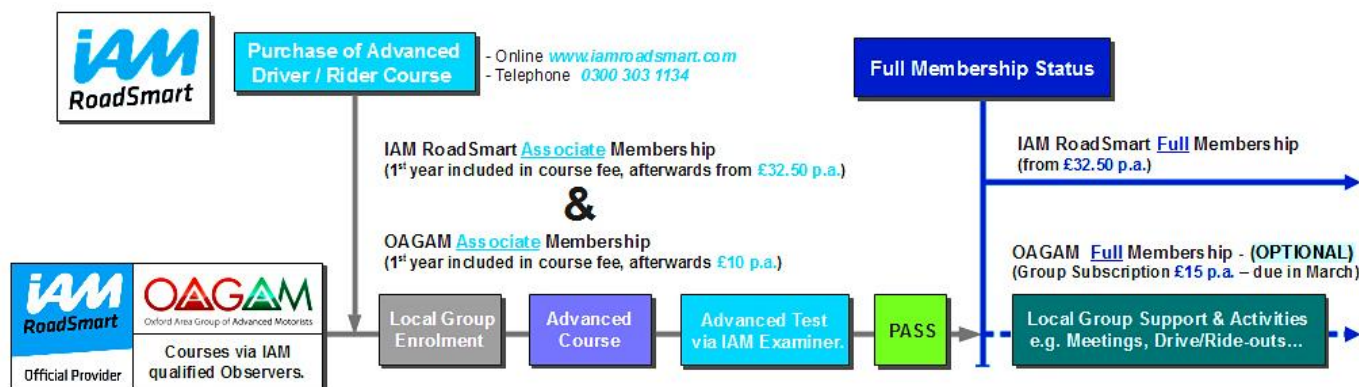 iAM
RoadSmart
Purchase of Advanced
Driver / Rider Course
- Online www.iamroadsmart.com
- Telephone 0300 303 1134
Full Membership Status
IAM RoadSmart Associate Membership
(1st year included in course fee, afterwards from £32.50 p.a.)
&
OAGAM Associate Membership
(1st year included in course fee, afterwards £10 p.a.)
IAM RoadSmart Full Membership
(from £32.50 p.a.)
OAGAM Full Membership - (OPTIONAL)
(Group Subscription £15 p.a. – due in March)
iAM
RoadSmart
Official Provider
OAGAM
Oxford Area Group of Advanced Motorists
Courses via IAM
qualified Observers.
Local Group
Enrolment
Advanced
Course
Advanced Test
via IAM Examiner.
PASS
Local Group Support & Activities
e.g. Meetings, Drive/Ride-outs...